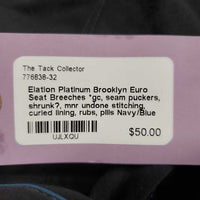 The Tack Collector
776838-32
Elation Platinum Brooklyn Euro
Seat Breeches *gc, seam puckers,
shrunk?, mnr undone stitching,
curled lining, rubs, pills Navy/Blue
$50.00
UJLXQU